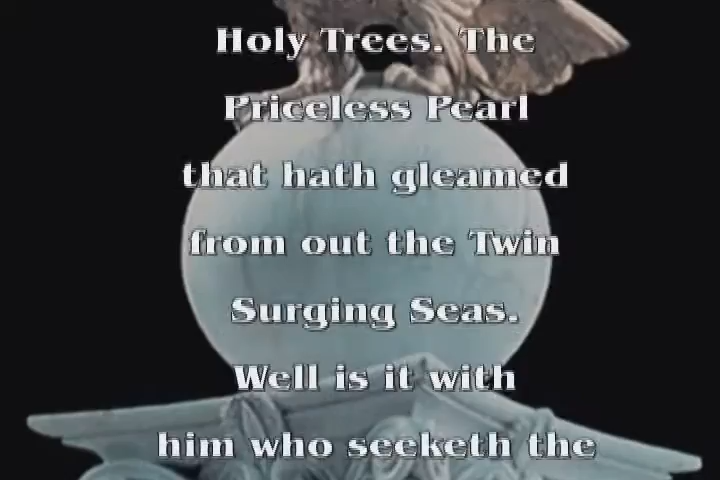 Holy Trees. The
Priceless Pearl
that hath gleamed
from out the Twin
Surging Seas.
Well is it with
him who seeketh the